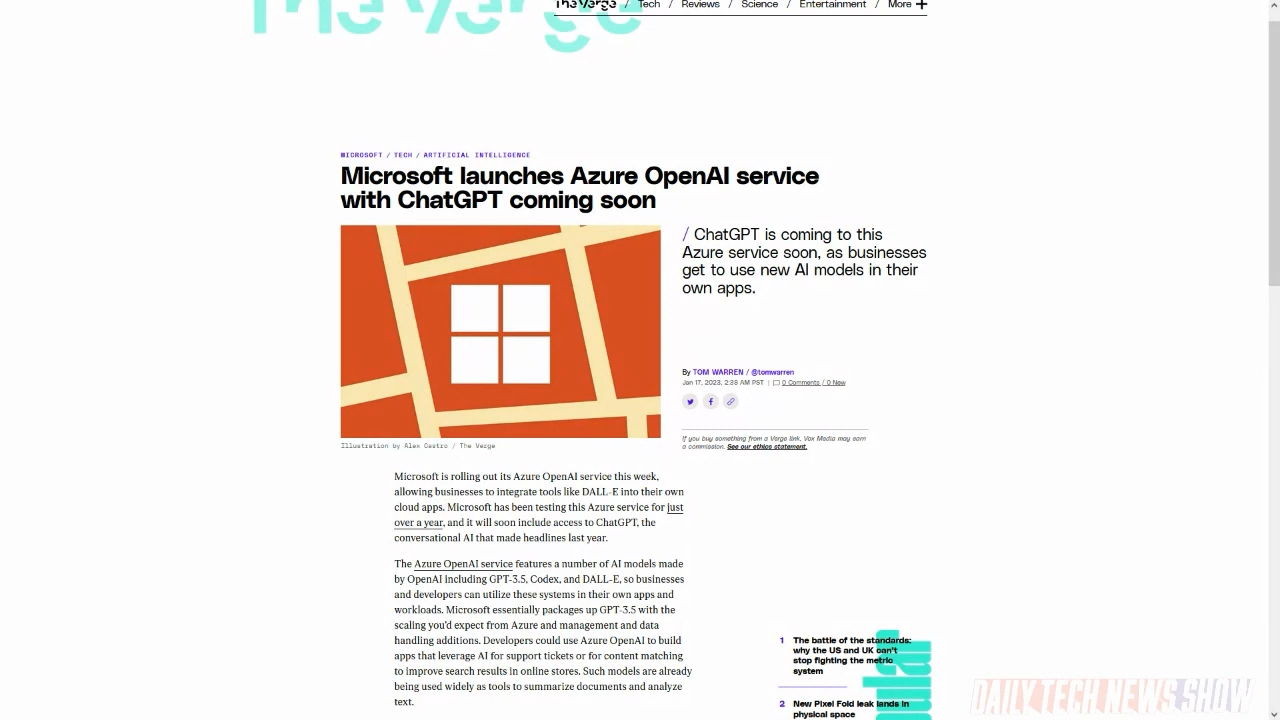 The Verge
TheVerge / Tech / Reviews / Science / Entertainment / More +
MICROSOFT / TECH / ARTIFICIAL INTELLIGENCE
Microsoft launches Azure OpenAI service
with ChatGPT coming soon
/ ChatGPT is coming to this
Azure service soon, as businesses
get to use new AI models in their
own apps.
By TOM WARREN / @tomwarren
Jan 17, 2023, 2:38 AM PST | 0 Comments / 0 New
If you buy something from a Verge link, Vox Media may earn
a commission. See our ethics statement.
Illustration by Alex Castro / The Verge
Microsoft is rolling out its Azure OpenAI service this week,
allowing businesses to integrate tools like DALL-E into their own
cloud apps. Microsoft has been testing this Azure service for just
over a year, and it will soon include access to ChatGPT, the
conversational AI that made headlines last year.
The Azure OpenAI service features a number of AI models made
by OpenAI including GPT-3.5, Codex, and DALL-E, so businesses
and developers can utilize these systems in their own apps and
workloads. Microsoft essentially packages up GPT-3.5 with the
scaling you'd expect from Azure and management and data
handling additions. Developers could use Azure OpenAI to build
apps that leverage AI for support tickets or for content matching
to improve search results in online stores. Such models are already
being used widely as tools to summarize documents and analyze
text.
1 The battle of the standards:
why the US and UK can't
stop fighting the metric
system
2 New Pixel Fold leak lands in
physical space
DAILY TECH NEWS SHOW